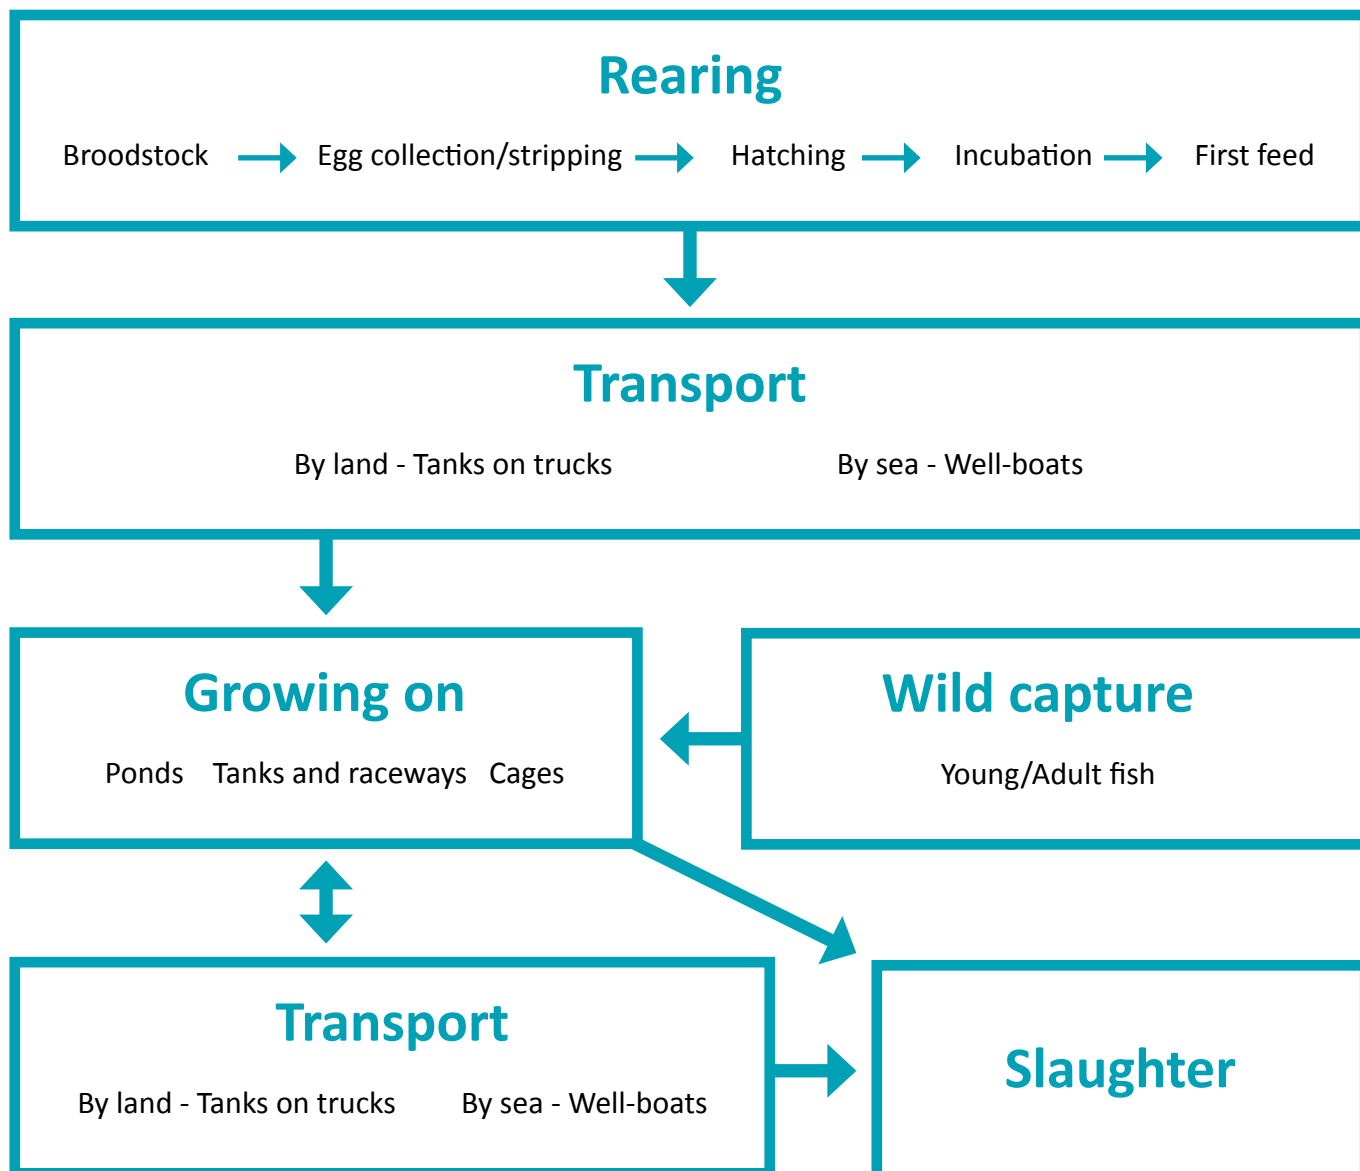 Rearing
Broodstock Egg collection/stripping Hatching Incubation First feed
Transport
By land - Tanks on trucks By sea - Well-boats
Growing on
Ponds Tanks and raceways Cages
Wild capture
Young/Adult fish
Transport
By land - Tanks on trucks By sea - Well-boats
Slaughter